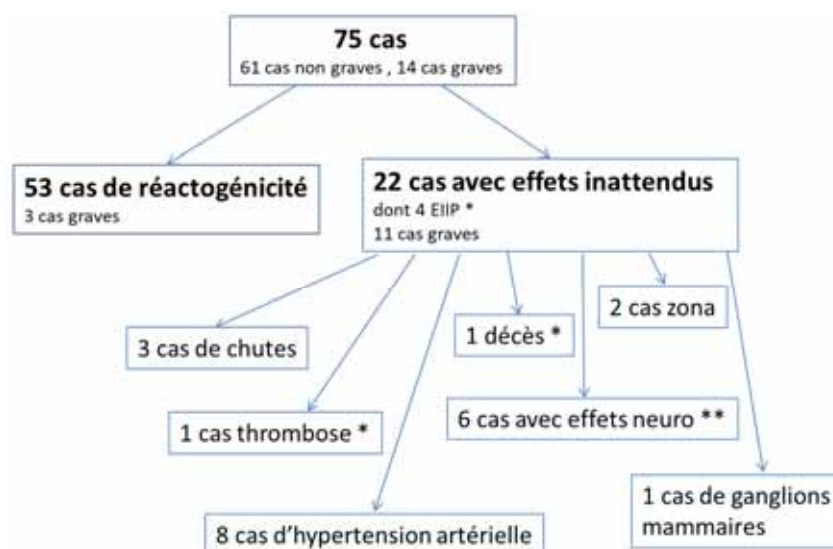 75 cas
61 cas non graves , 14 cas graves
53 cas de réactogénicité
3 cas graves
22 cas avec effets inattendus
dont 4 EIIP *
11 cas graves
3 cas de chutes
1 décès *
2 cas zona
1 cas thrombose *
6 cas avec effets neuro **
8 cas d’hypertension artérielle
1 cas de ganglions
mammaires